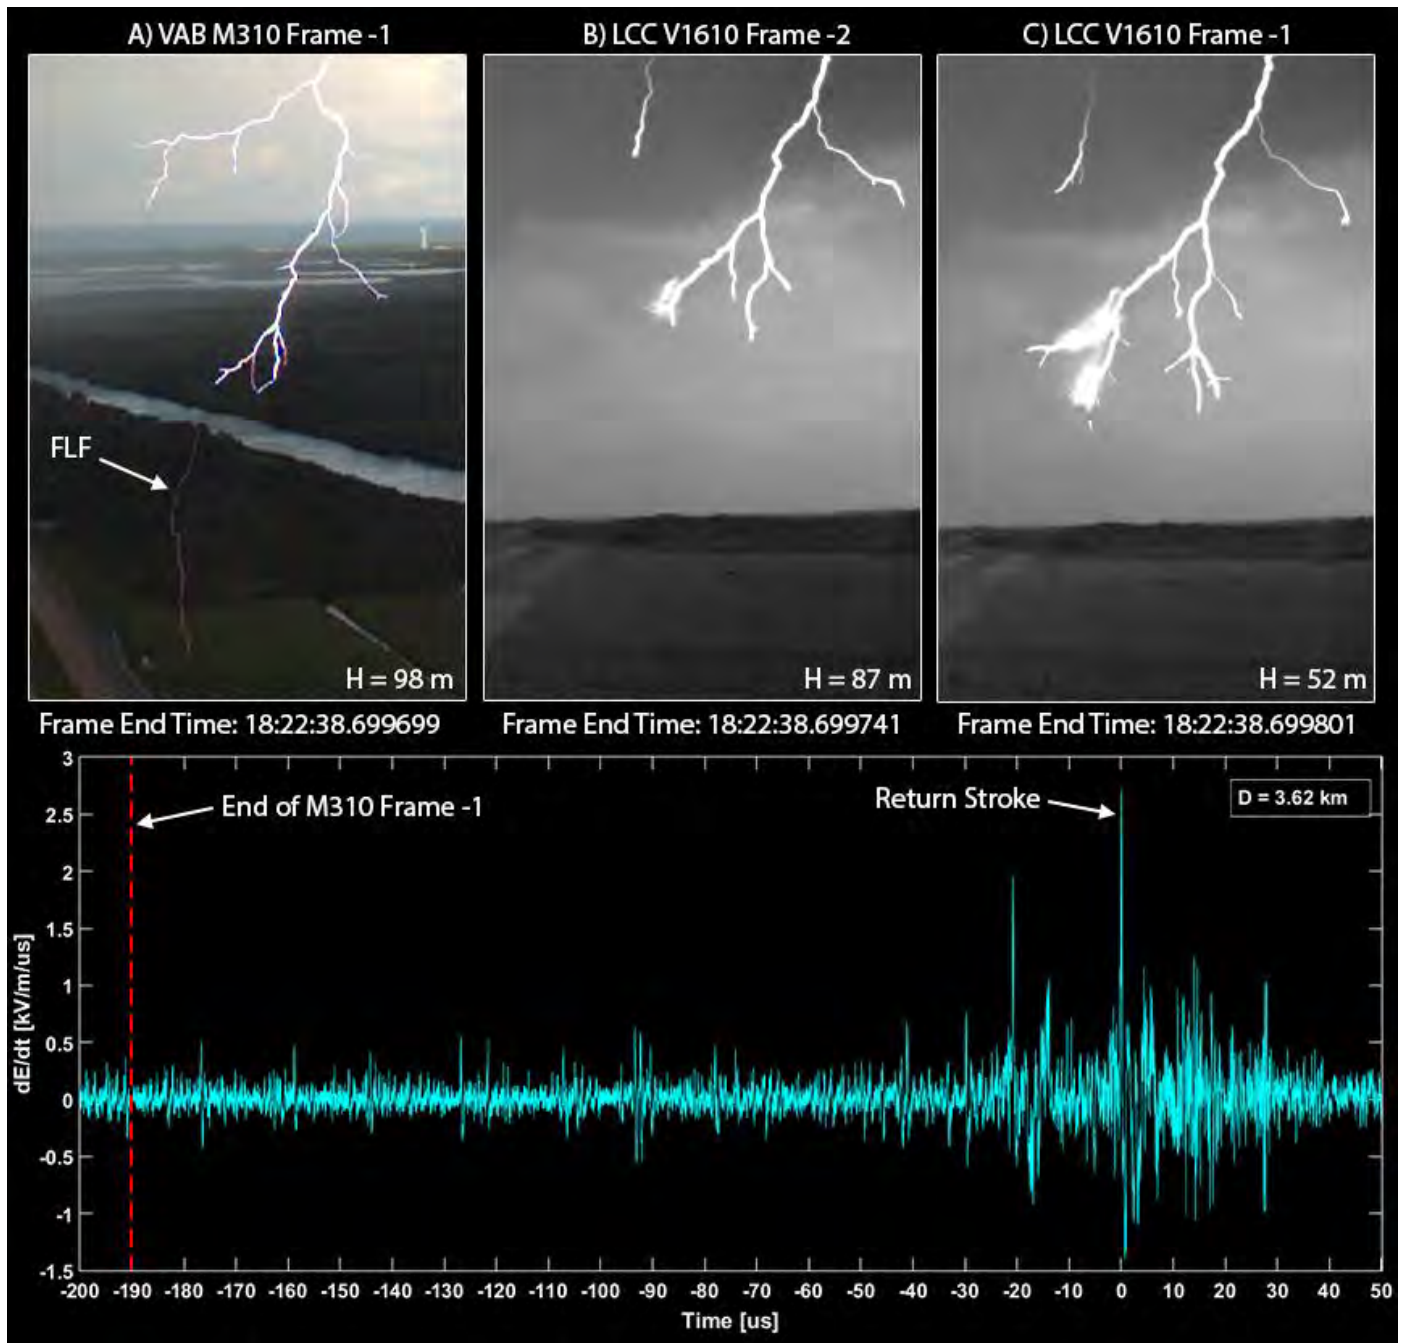 A) VAB M310 Frame -1
B) LCC V1610 Frame -2
C) LCC V1610 Frame -1
FLF
H = 98 m
H = 87 m
H = 52 m
Frame End Time: 18:22:38.699699
Frame End Time: 18:22:38.699741
Frame End Time: 18:22:38.699801
End of M310 Frame -1
Return Stroke
D = 3.62 km
3
2.5
2
1.5
1
0.5
0
-0.5
-1
-1.5
dE/dt [kV/m/us]
-200 -190 -180 -170 -160 -150 -140 -130 -120 -110 -100 -90 -80 -70 -60 -50 -40 -30 -20 -10 0 10 20 30 40 50
Time [us]